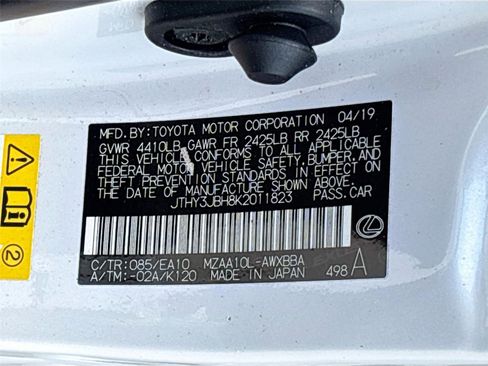 MFD. BY: TOYOTA MOTOR CORPORATION 04/19
GVWR 4410LB GAWR FR 2425LB RR 2425LB
THIS VEHICLE CONFORMS TO ALL APPLICABLE
FEDERAL MOTOR VEHICLE SAFETY, BUMPER, AND
THEFT PREVENTION STANDARDS IN EFFECT ON
THE DATE OF MANUFACTURE SHOWN ABOVE.
JTHY3JBH8K2011823 PASS.CAR
C/TR:085/EA10 MZAA10L-AWXBBA
A/TM:-02A/K120 MADE IN JAPAN 498 A
2